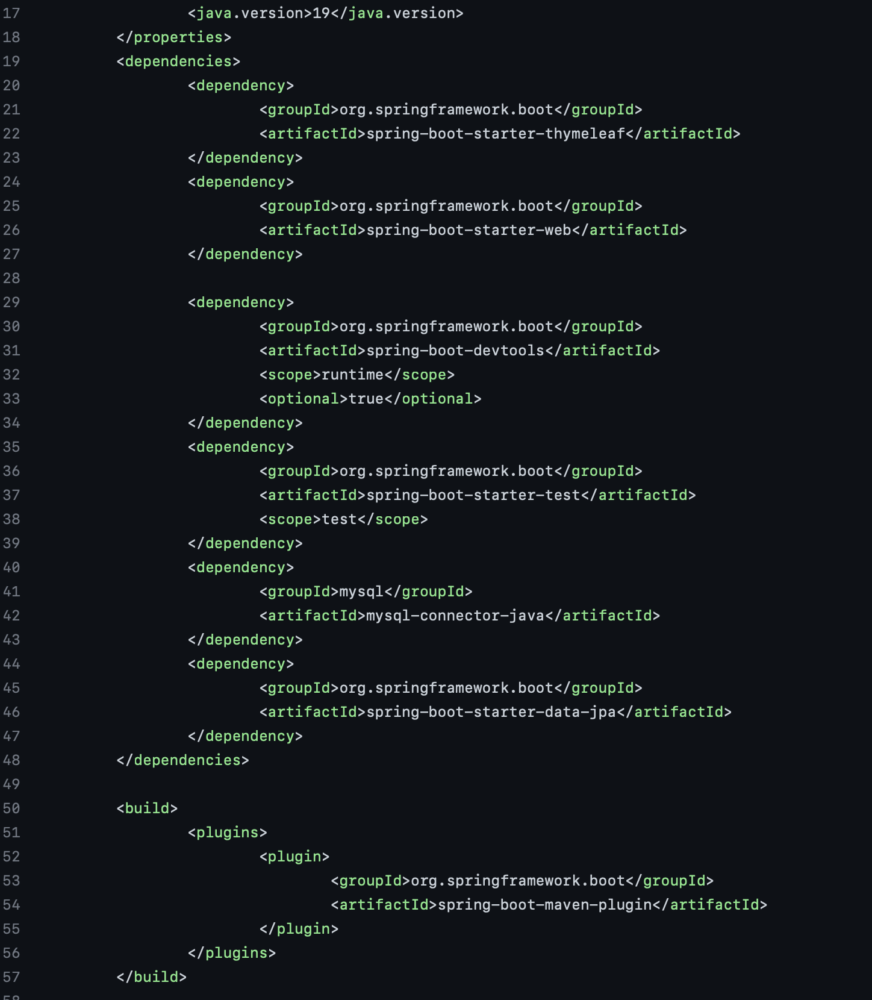 17 <java.version>19</java.version>
18 </properties>
19 <dependencies>
20 <dependency>
21 <groupId>org.springframework.boot</groupId>
22 <artifactId>spring-boot-starter-thymeleaf</artifactId>
23 </dependency>
24 <dependency>
25 <groupId>org.springframework.boot</groupId>
26 <artifactId>spring-boot-starter-web</artifactId>
27 </dependency>
28
29 <dependency>
30 <groupId>org.springframework.boot</groupId>
31 <artifactId>spring-boot-devtools</artifactId>
32 <scope>runtime</scope>
33 <optional>true</optional>
34 </dependency>
35 <dependency>
36 <groupId>org.springframework.boot</groupId>
37 <artifactId>spring-boot-starter-test</artifactId>
38 <scope>test</scope>
39 </dependency>
40 <dependency>
41 <groupId>mysql</groupId>
42 <artifactId>mysql-connector-java</artifactId>
43 </dependency>
44 <dependency>
45 <groupId>org.springframework.boot</groupId>
46 <artifactId>spring-boot-starter-data-jpa</artifactId>
47 </dependency>
48 </dependencies>
49
50 <build>
51 <plugins>
52 <plugin>
53 <groupId>org.springframework.boot</groupId>
54 <artifactId>spring-boot-maven-plugin</artifactId>
55 </plugin>
56 </plugins>
57 </build>
58